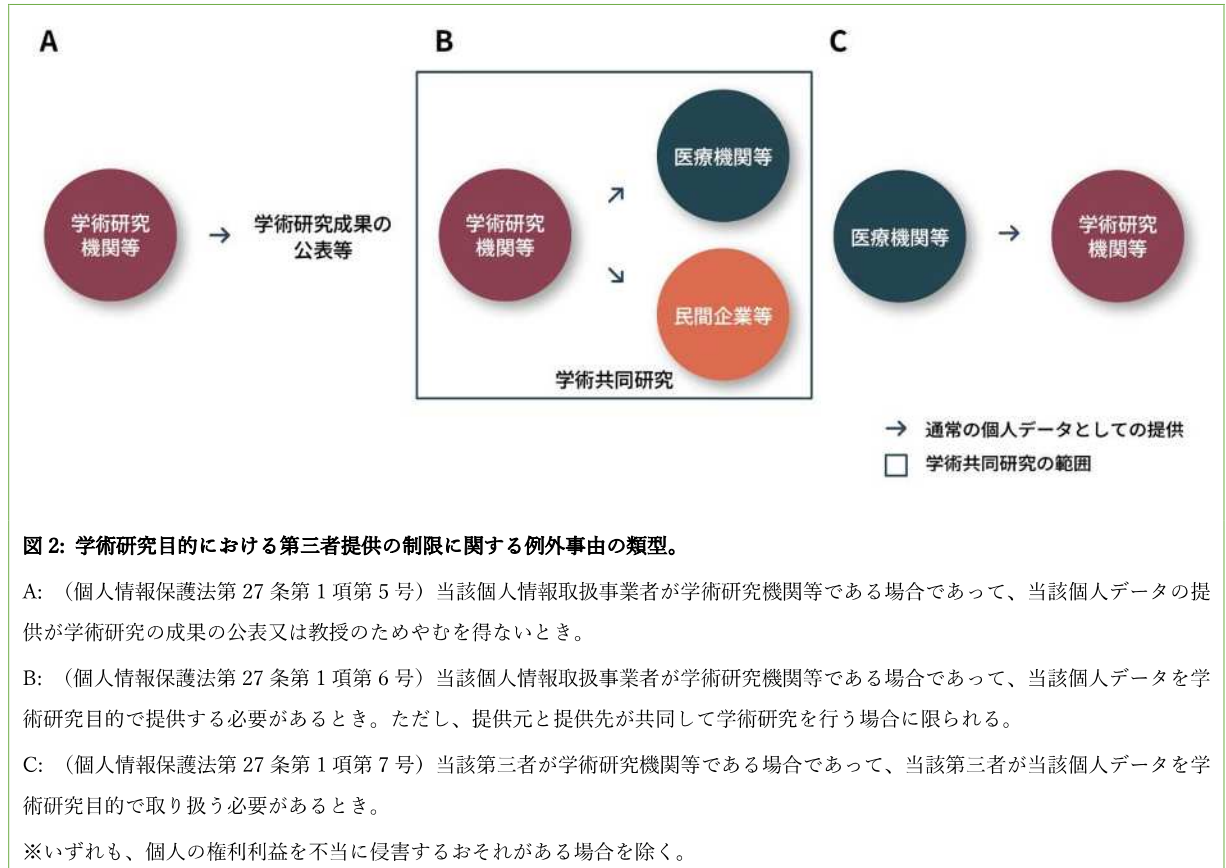 A
B
C
学術研究
機関等
→
学術研究成果の
公表等
学術研究
機関等
医療機関等
民間企業等
学術共同研究
医療機関等
→
学術研究
機関等
→ 通常の個人データとしての提供
学術共同研究の範囲
図 2: 学術研究目的における第三者提供の制限に関する例外事由の類型。
A: （個人情報保護法第 27 条第 1 項第 5 号）当該個人情報取扱事業者が学術研究機関等である場合であって、当該個人データの提
供が学術研究の成果の公表又は教授のためやむを得ないとき。
B: （個人情報保護法第 27 条第 1 項第 6 号）当該個人情報取扱事業者が学術研究機関等である場合であって、当該個人データを学
術研究目的で提供する必要があるとき。ただし、提供元と提供先が共同して学術研究を行う場合に限られる。
C: （個人情報保護法第 27 条第 1 項第 7 号）当該第三者が学術研究機関等である場合であって、当該第三者が当該個人データを学
術研究目的で取り扱う必要があるとき。
※いずれも、個人の権利利益を不当に侵害するおそれがある場合を除く。